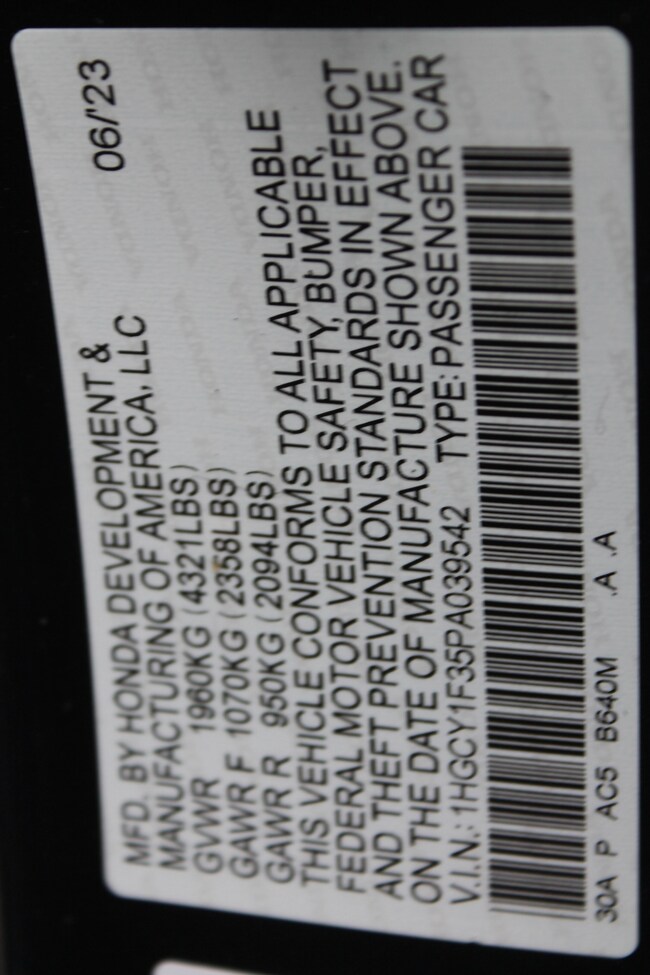 MFD. BY HONDA DEVELOPMENT & 06/'23
MANUFACTURING OF AMERICA, LLC
GVWR 1960KG (4321LBS)
GAWR F 1070KG (2358LBS)
GAWR R 950KG (2094LBS)
THIS VEHICLE CONFORMS TO ALL APPLICABLE
FEDERAL MOTOR VEHICLE SAFETY, BUMPER,
AND THEFT PREVENTION STANDARDS IN EFFECT
ON THE DATE OF MANUFACTURE SHOWN ABOVE.
V.I.N.: 1HGCY1F35PA039542 TYPE: PASSENGER CAR
30A P AC5 B640M .A .A